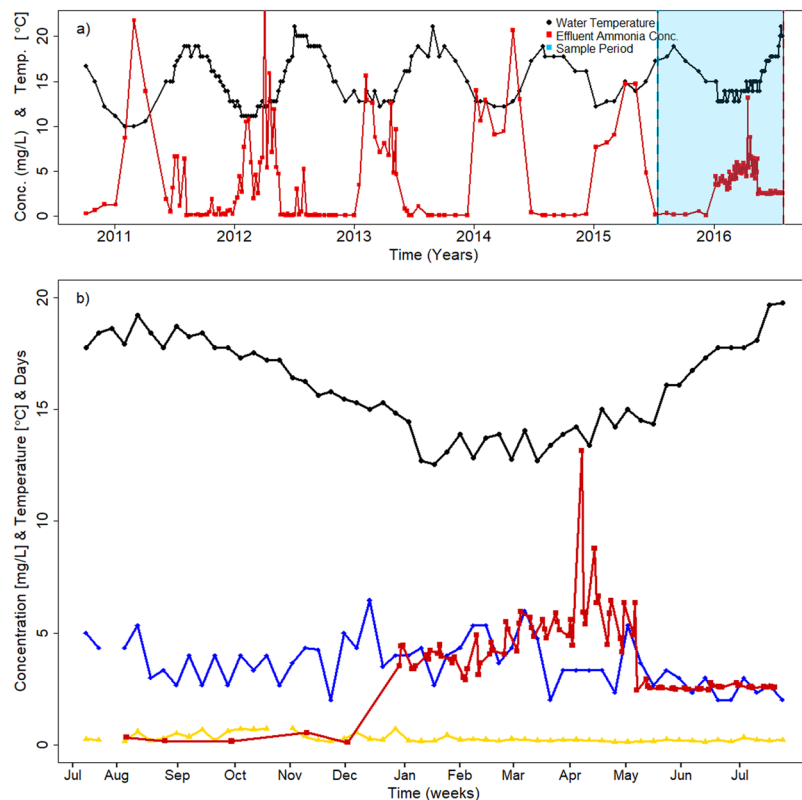 a)
Water Temperature
Effluent Ammonia Conc.
Sample Period
Conc. (mg/L) & Temp. [°C]
20
15
10
5
0
2011 2012 2013 2014 2015 2016
Time (Years)
b)
Concentration [mg/L] & Temperature [°C] & Days
20
15
10
5
0
Jul Aug Sep Oct Nov Dec Jan Feb Mar Apr May Jun Jul
Time (weeks)